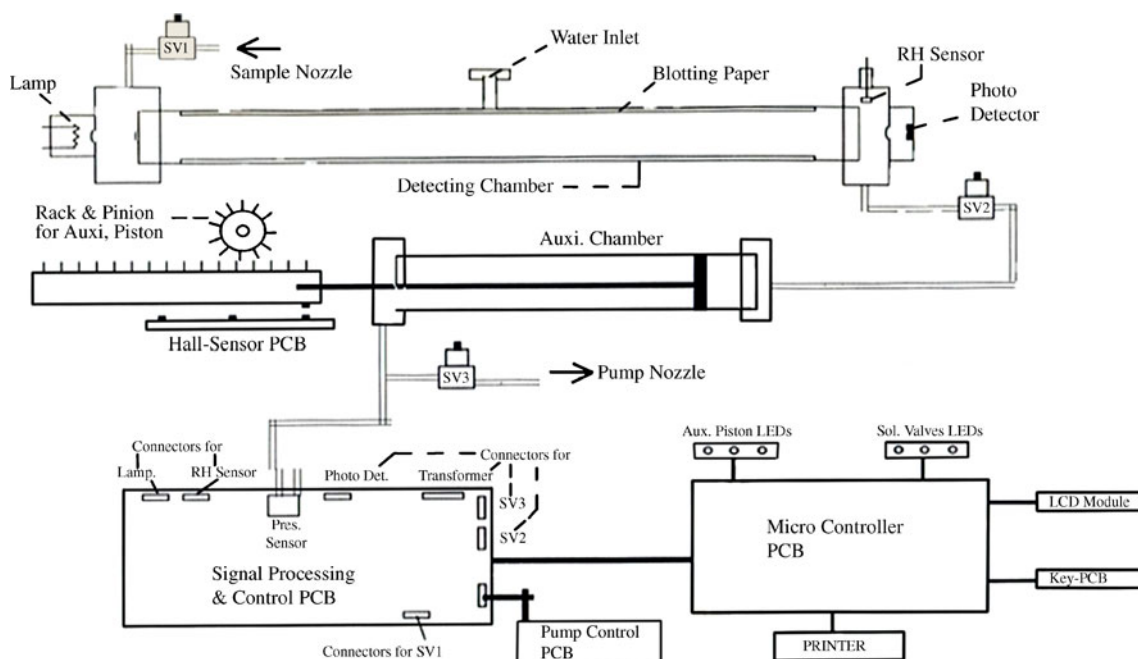 SV1
Sample Nozzle
Water Inlet
Blotting Paper
RH Sensor
Lamp
Photo
Detector
Detecting Chamber
SV2
Rack & Pinion
for Auxi, Piston
Auxi. Chamber
Hall-Sensor PCB
SV3
Pump Nozzle
Connectors for
Lamp.
RH Sensor
Photo Det.
Transformer
Connectors for
SV3
SV2
Pres.
Sensor
Signal Processing
& Control PCB
Connectors for SV1
Pump Control
PCB
Aux. Piston LEDs
Sol. Valves LEDs
Micro Controller
PCB
LCD Module
Key-PCB
PRINTER